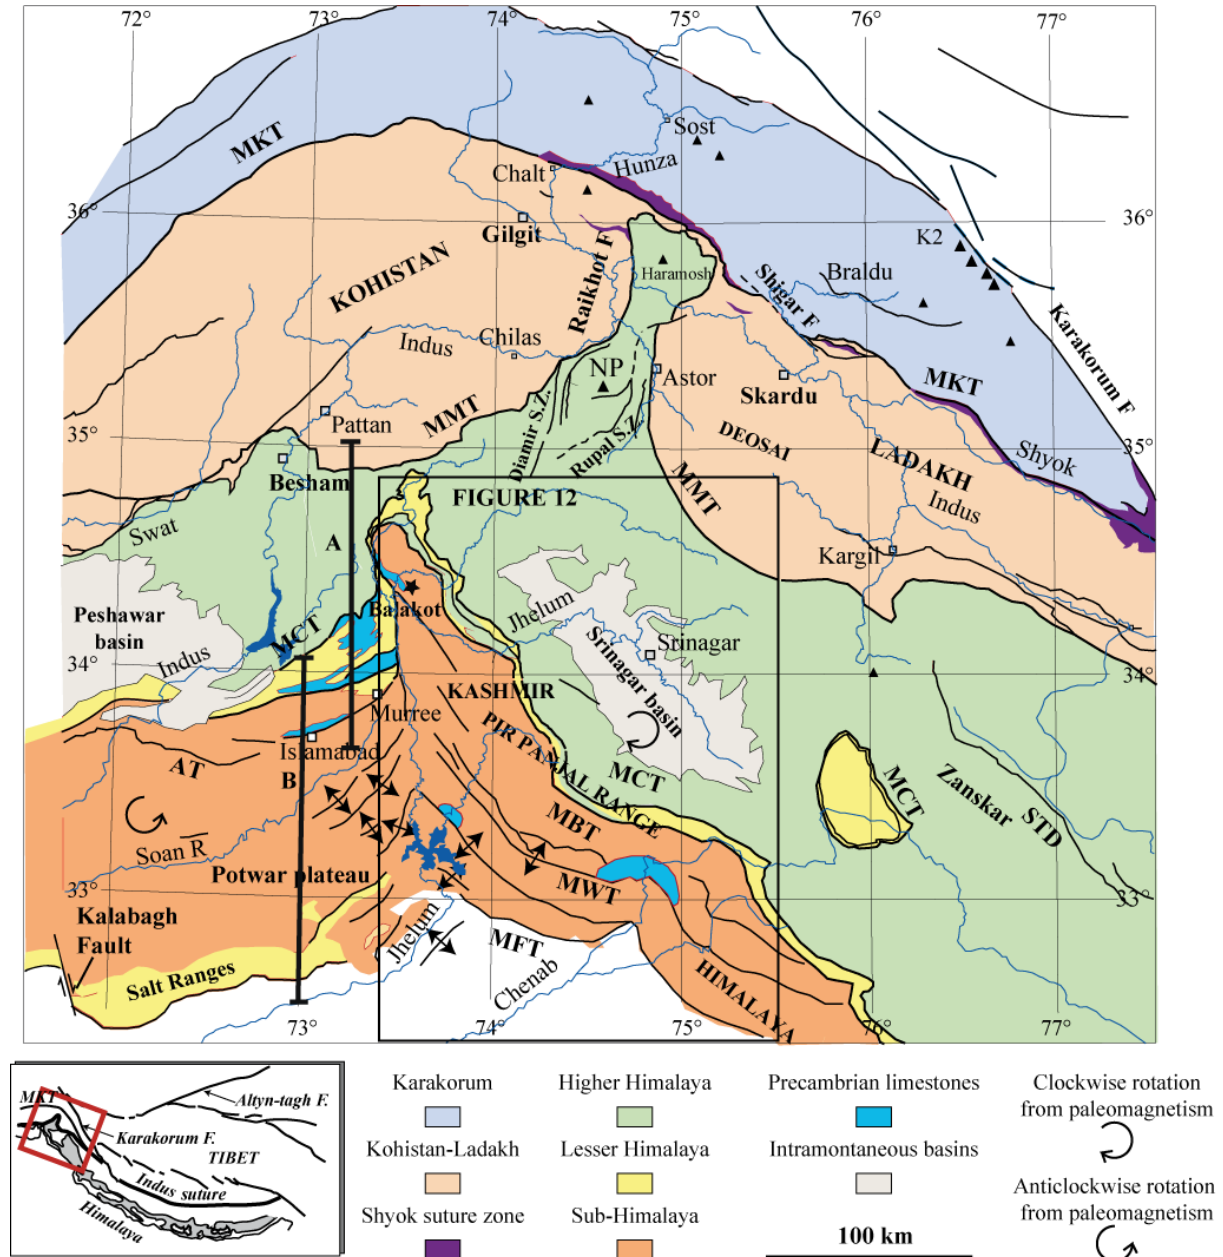 72°
73°
74°
75°
76°
77°
MKT
Sost
Hunza
Chalt
36°
36°
Gilgit
K2
KOHISTAN
Raikhot F
Haramosh
Shigar F
Braldu
Karakorum F
Indus
Chilas
NP
Astor
Skardu
MKT
Pattan
MMT
Diamir S.Z.
Rupal S.Z.
DEOSAI
LADAKH
Shyok
35°
35°
Besham
FIGURE 12
MMT
Indus
Swat
A
Kargil
Balakot
Jhelum
Peshawar
basin
MCT
Srinagar
Srinagar basin
34°
34°
Indus
KASHMIR
Murree
PIR PANJAL RANGE
Islamabad
AT
B
MCT
MCT
Zanskar
STD
MBT
Soan R
Potwar plateau
MWT
33°
33°
Kalabagh
Fault
Jhelum
MFT
Salt Ranges
Chenab
HIMALAYA
73°
74°
75°
76°
77°
MKT
Altyn-tagh F.
Karakorum F.
TIBET
Indus suture
Himalaya
Karakorum
Higher Himalaya
Precambrian limestones
Clockwise rotation
from paleomagnetism
Kohistan-Ladakh
Lesser Himalaya
Intramontaneous basins
Anticlockwise rotation
from paleomagnetism
Shyok suture zone
Sub-Himalaya
100 km